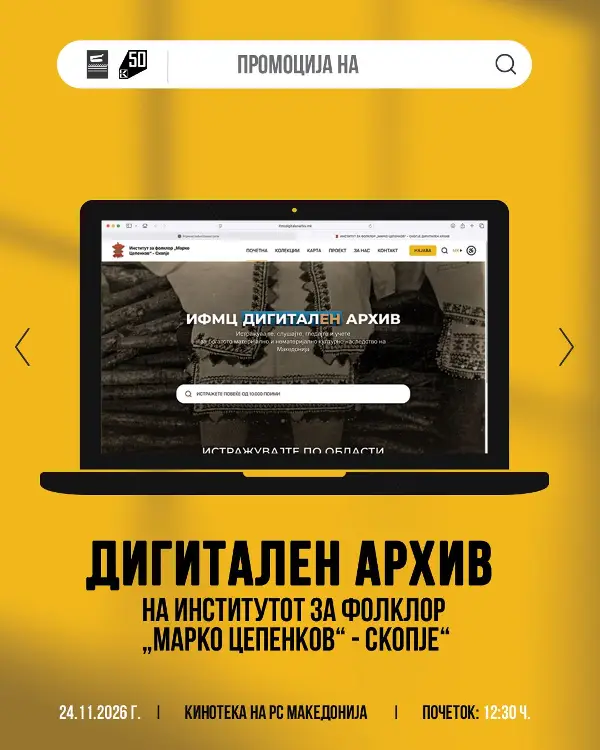 50
ПРОМОЦИЈА НА
Институт за фолклор „Марко
Цепенков“ - Скопје
ПОЧЕТНА КОЛЕКЦИИ КАРТА ПРОЕКТ ЗА НАС КОНТАКТ НАЈАВА
ИФМЦ ДИГИТАЛЕН АРХИВ
Истражувајте, слушајте, гледајте и учете
за богатото материјално и нематеријално културно наследство на
Македонија
ИСТРАЖЕТЕ ПОВЕЌЕ ОД 10.000 ПОИМИ
ИСТРАЖУВАЈТЕ ПО ОБЛАСТИ
ДИГИТАЛЕН АРХИВ
НА ИНСТИТУТОТ ЗА ФОЛКЛОР
„МАРКО ЦЕПЕНКОВ“ - СКОПЈЕ“
24.11.2026 Г. | КИНОТЕКА НА РС МАКЕДОНИЈА | ПОЧЕТОК: 12:30 Ч.